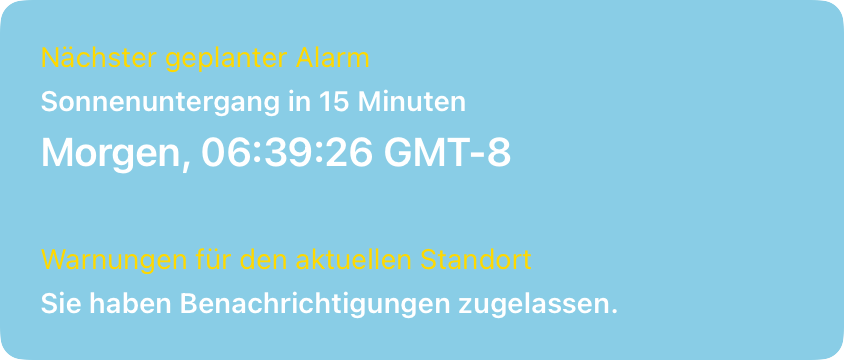 Nächster geplanter Alarm
Sonnenuntergang in 15 Minuten
Morgen, 06:39:26 GMT-8
Warnungen für den aktuellen Standort
Sie haben Benachrichtigungen zugelassen.